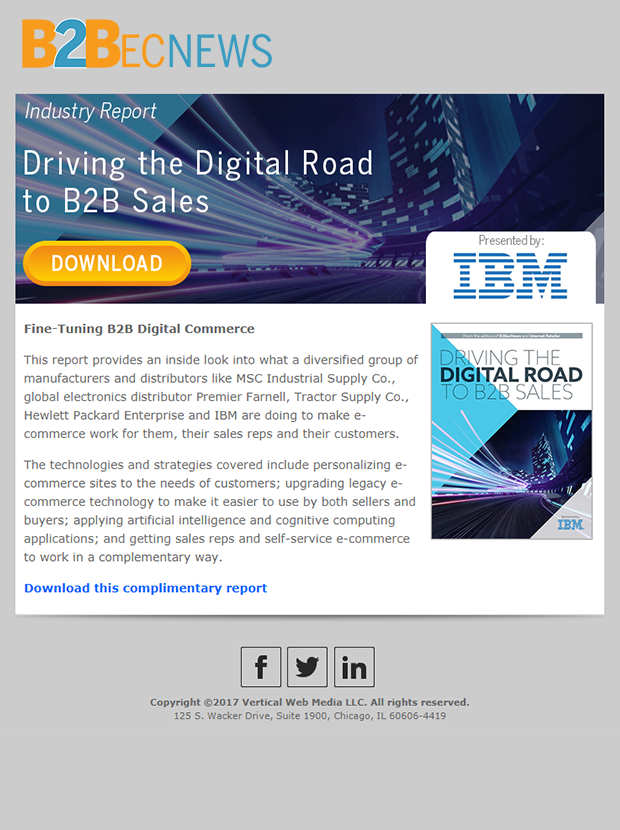 B2BECNEWS
Industry Report
Driving the Digital Road
to B2B Sales
DOWNLOAD
Presented by:
IBM
Fine-Tuning B2B Digital Commerce
This report provides an inside look into what a diversified group of
manufacturers and distributors like MSC Industrial Supply Co.,
global electronics distributor Premier Farnell, Tractor Supply Co.,
Hewlett Packard Enterprise and IBM are doing to make e-
commerce work for them, their sales reps and their customers.
The technologies and strategies covered include personalizing e-
commerce sites to the needs of customers; upgrading legacy e-
commerce technology to make it easier to use by both sellers and
buyers; applying artificial intelligence and cognitive computing
applications; and getting sales reps and self-service e-commerce
to work in a complementary way.
Download this complimentary report
From the editors of B2BecNews and Internet Retailer
DRIVING THE
DIGITAL ROAD
TO B2B SALES
IBM
f
in
Copyright ©2017 Vertical Web Media LLC. All rights reserved.
125 S. Wacker Drive, Suite 1900, Chicago, IL 60606-4419